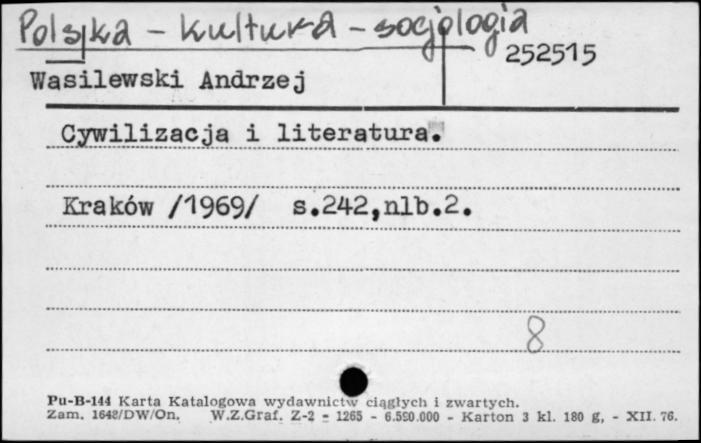 Polska - kultura - socjologia
252515
Wasilewski Andrzej
Cywilizacja i literatura.
Kraków /1969/ s.242,nlb.2.
8
Pu-B-144 Karta Katalogowa wydawnictw ciągłych i zwartych.
Zam. 1648/DW/On. W.Z.Graf. Z-2 - 1265 - 6.590.000 - Karton 3 kl. 180 g, - XII. 76.